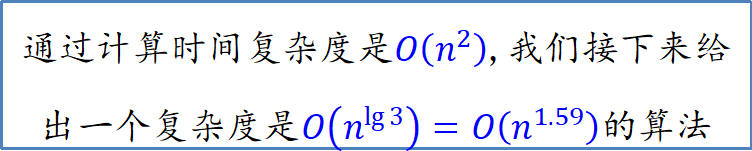 通过计算时间复杂度是O(n²),我们接下来给
出一个复杂度是O(n^{lg 3}) = O(n^{1.59})的算法